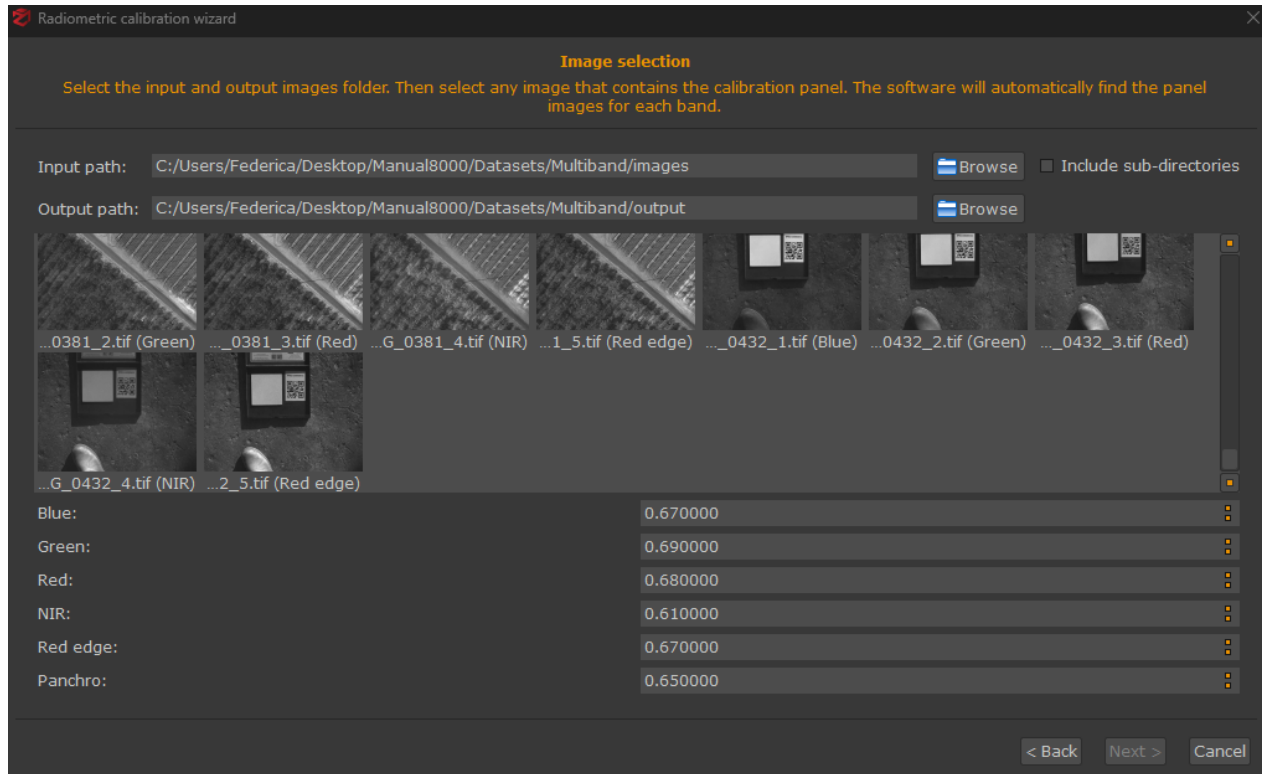 Radiometric calibration wizard
Image selection
Select the input and output images folder. Then select any image that contains the calibration panel. The software will automatically find the panel
images for each band.
Input path: C:/Users/Federica/Desktop/Manual8000/Datasets/Multiband/images Browse Include sub-directories
Output path: C:/Users/Federica/Desktop/Manual8000/Datasets/Multiband/output Browse
...0381_2.tif (Green) ..._0381_3.tif (Red) ...G_0381_4.tif (NIR) ...1_5.tif (Red edge) ..._0432_1.tif (Blue) ...0432_2.tif (Green) ..._0432_3.tif (Red)
...G_0432_4.tif (NIR) ...2_5.tif (Red edge)
Blue: 0.670000
Green: 0.690000
Red: 0.680000
NIR: 0.610000
Red edge: 0.670000
Panchro: 0.650000
< Back Next > Cancel